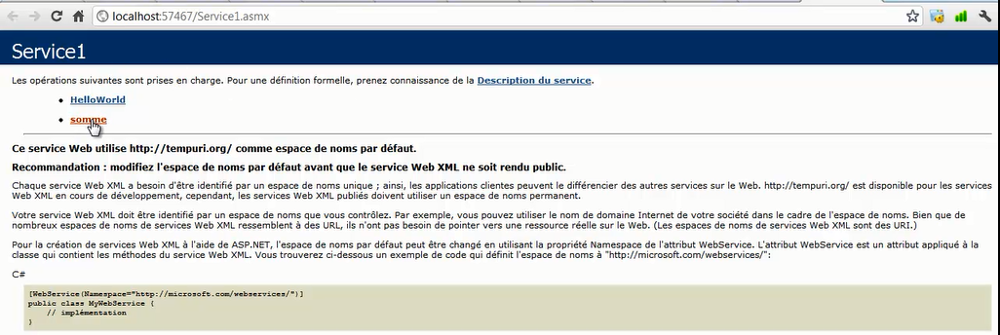 localhost:57467/Service1.asmx
Service1
Les opérations suivantes sont prises en charge. Pour une définition formelle, prenez connaissance de la Description du service.
HelloWorld
somme
Ce service Web utilise http://tempuri.org/ comme espace de noms par défaut.
Recommandation : modifiez l'espace de noms par défaut avant que le service Web XML ne soit rendu public.
Chaque service Web XML a besoin d'être identifié par un espace de noms unique ; ainsi, les applications clientes peuvent le différencier des autres services sur le Web. http://tempuri.org/ est disponible pour les services
Web XML en cours de développement, cependant, les services Web XML publiés doivent utiliser un espace de noms permanent.
Votre service Web XML doit être identifié par un espace de noms que vous contrôlez. Par exemple, vous pouvez utiliser le nom de domaine Internet de votre société dans le cadre de l'espace de noms. Bien que de
nombreux espaces de noms de services Web XML ressemblent à des URL, ils n'ont pas besoin de pointer vers une ressource réelle sur le Web. (Les espaces de noms de services Web XML sont des URI.)
Pour la création de services Web XML à l'aide de ASP.NET, l'espace de noms par défaut peut être changé en utilisant la propriété Namespace de l'attribut WebService. L'attribut WebService est un attribut appliqué à la
classe qui contient les méthodes du service Web XML. Vous trouverez ci-dessous un exemple de code qui définit l'espace de noms à "http://microsoft.com/webservices/":
C#
[WebService(Namespace="http://microsoft.com/webservices/")]
public class MyWebService {
// implémentation
}